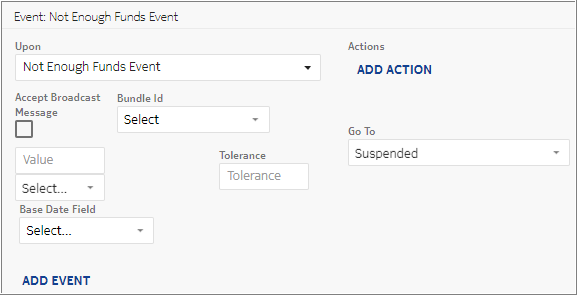 Event: Not Enough Funds Event
Upon
Not Enough Funds Event
Actions
ADD ACTION
Accept Broadcast
Message
Bundle Id
Select
Go To
Suspended
Value
Select...
Tolerance
Tolerance
Base Date Field
Select...
ADD EVENT